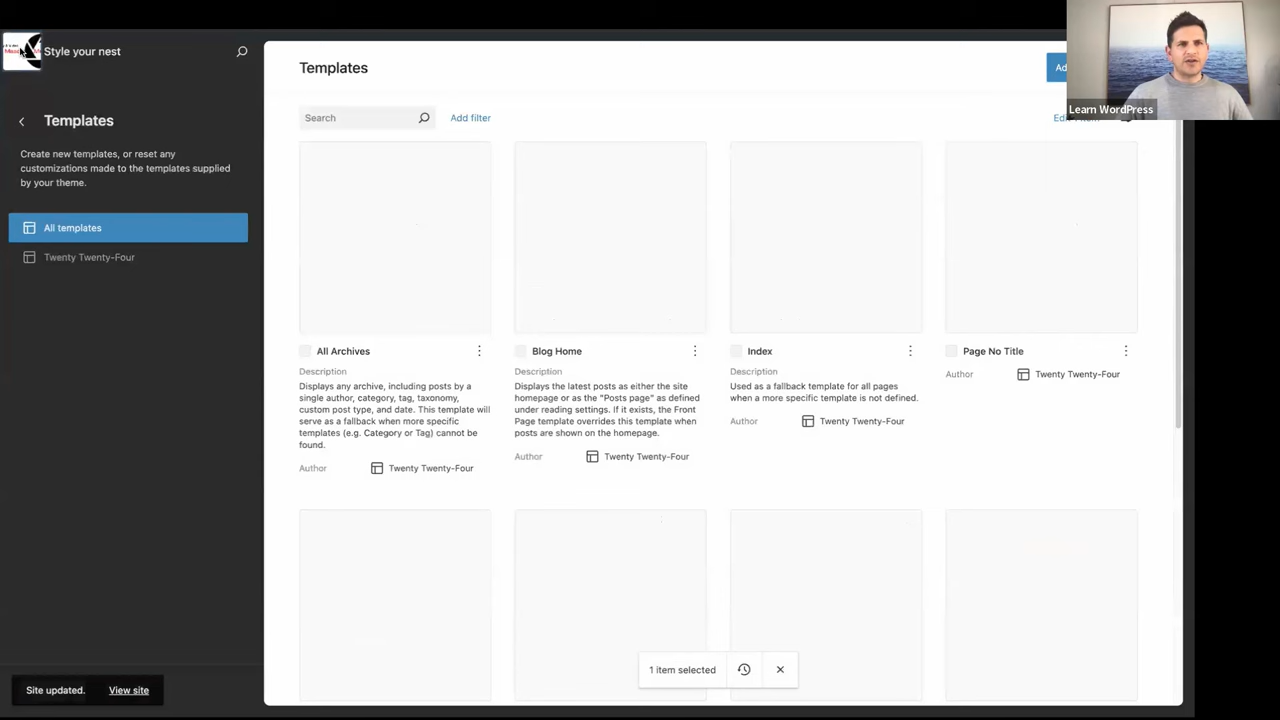 Style your nest
Templates
Create new templates, or reset any
customizations made to the templates supplied
by your theme.
All templates
Twenty Twenty-Four
Site updated.
View site
Templates
Search
Add filter
Learn WordPress
All Archives
Description
Displays any archive, including posts by a
single author, category, tag, taxonomy,
custom post type, and date. This template will
serve as a fallback when more specific
templates (e.g. Category or Tag) cannot be
found.
Author
Twenty Twenty-Four
Blog Home
Description
Displays the latest posts as either the site
homepage or as the "Posts page" as defined
under reading settings. If it exists, the Front
Page template overrides this template when
posts are shown on the homepage.
Author
Twenty Twenty-Four
Index
Description
Used as a fallback template for all pages
when a more specific template is not defined.
Author
Twenty Twenty-Four
Page No Title
Author
Twenty Twenty-Four
1 item selected